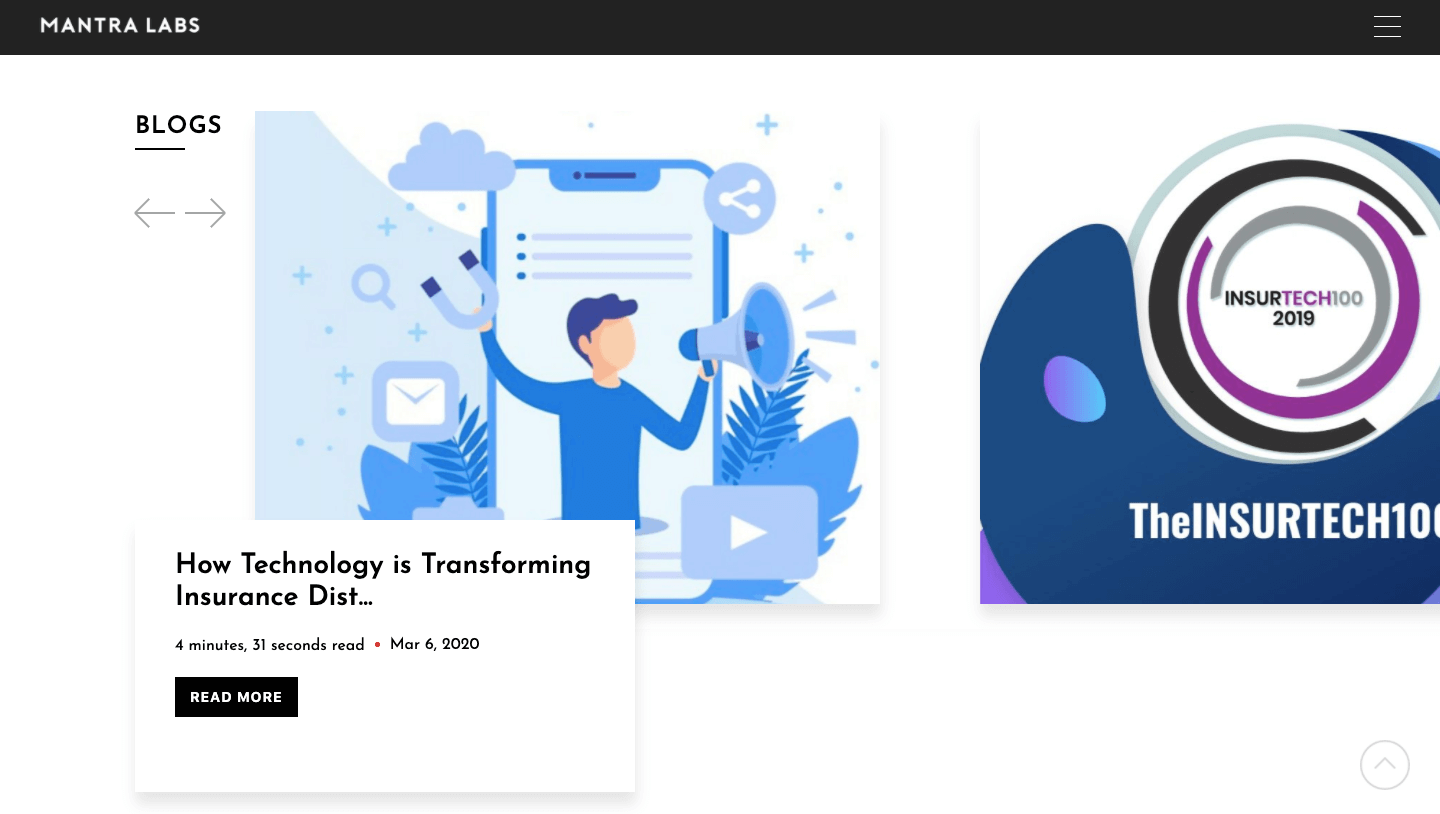 MANTRA LABS
BLOGS
INSURTECH100
2019
TheINSURTECH100
How Technology is Transforming
Insurance Dist...
4 minutes, 31 seconds read • Mar 6, 2020
READ MORE